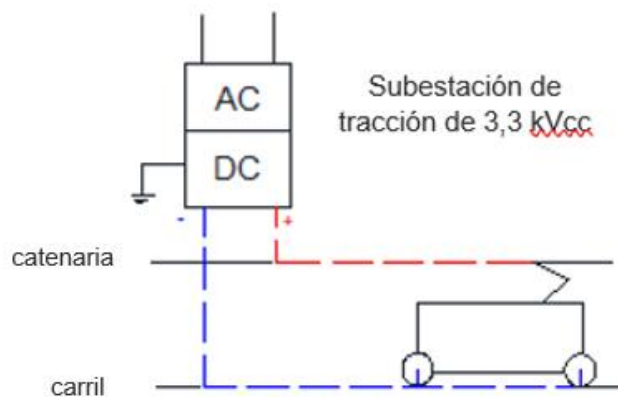 AC
Subestación de
tracción de 3,3 kVcc
DC
- +
catenaria
carril